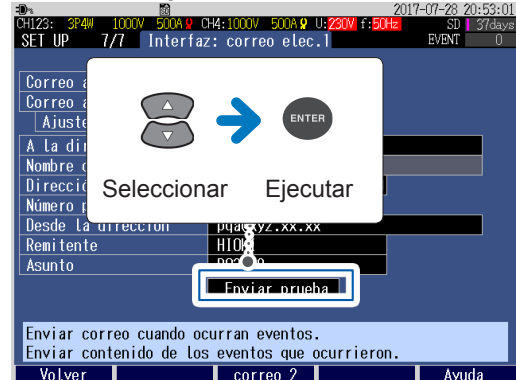 2017-07-28 20:53:01
CH123: 3P4W 1000V 500A CH4:1000V 500A U:230V f:50Hz SD 37days
SET UP 7/7 Interfaz: correo elec.1 EVENT 0
Correo
Correo
Ajuste
A la
Nombre
Seleccionar Ejecutar
ENTER
Número
Desde la dirección
Remitente HIOKI
Asunto
Enviar prueba
Enviar correo cuando ocurran eventos.
Enviar contenido de los eventos que ocurrieron.
Volver correo 2 Ayuda